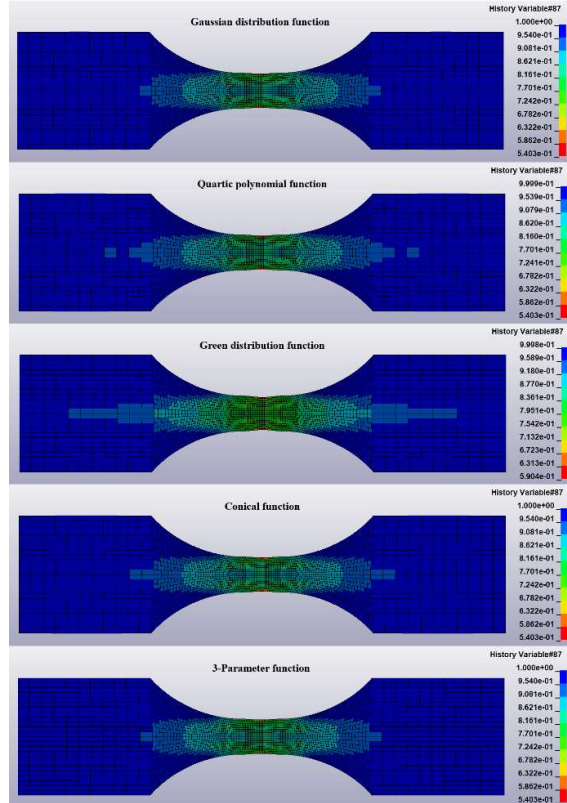 History Variable#87
Gaussian distribution function
1.000e+00
9.540e-01
9.081e-01
8.621e-01
8.161e-01
7.701e-01
7.242e-01
6.782e-01
6.322e-01
5.862e-01
5.403e-01
History Variable#87
Quartic polynomial function
9.999e-01
9.539e-01
9.079e-01
8.620e-01
8.160e-01
7.701e-01
7.241e-01
6.782e-01
6.322e-01
5.862e-01
5.403e-01
History Variable#87
Green distribution function
9.998e-01
9.589e-01
9.180e-01
8.770e-01
8.361e-01
7.951e-01
7.542e-01
7.132e-01
6.723e-01
6.313e-01
5.904e-01
History Variable#87
Conical function
1.000e+00
9.540e-01
9.081e-01
8.621e-01
8.161e-01
7.701e-01
7.242e-01
6.782e-01
6.322e-01
5.862e-01
5.403e-01
History Variable#87
3-Parameter function
1.000e+00
9.540e-01
9.081e-01
8.621e-01
8.161e-01
7.701e-01
7.242e-01
6.782e-01
6.322e-01
5.862e-01
5.403e-01